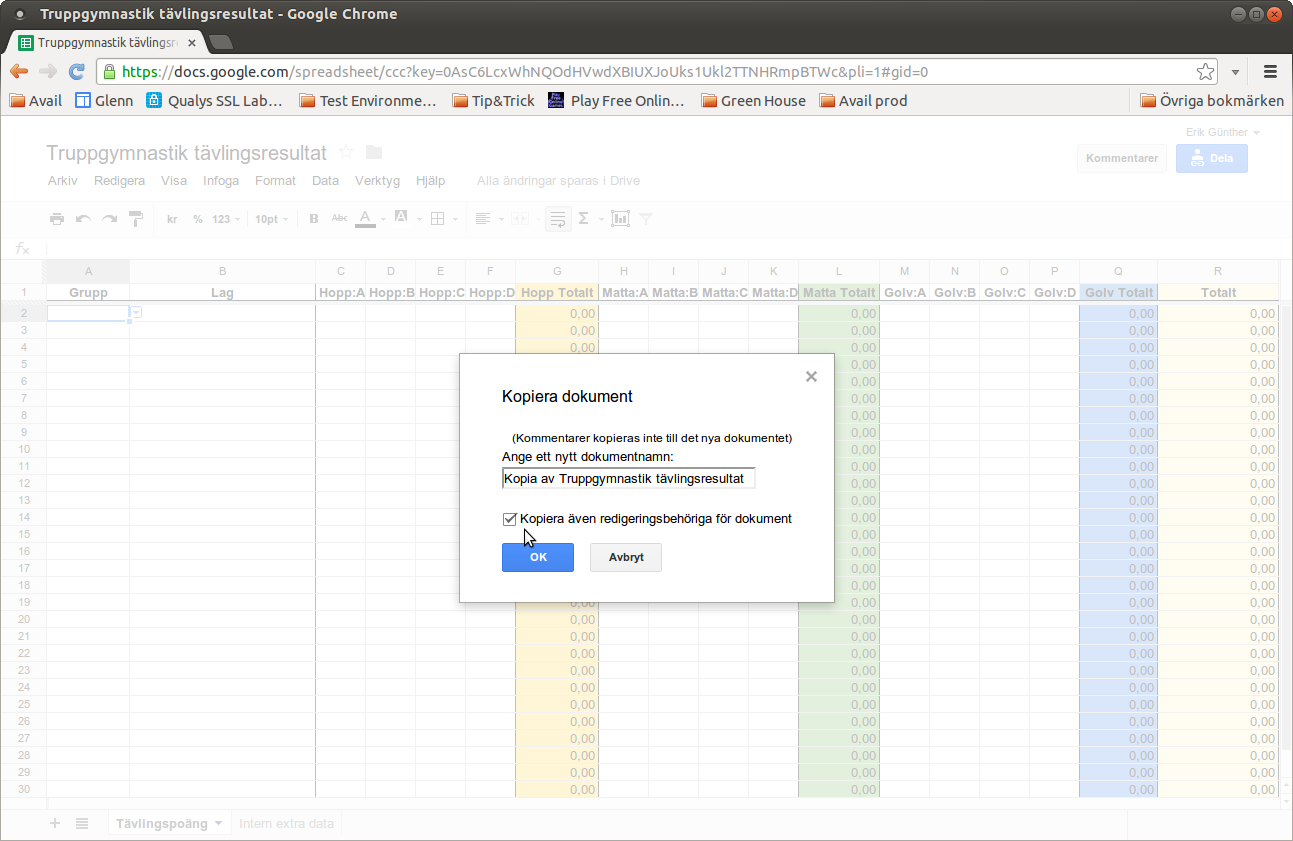 Truppgymnastik tävlingsresultat - Google Chrome
Truppgymnastik tävlingsr
https://docs.google.com/spreadsheet/ccc?key=0AsC6LcxWhNQOdHVwdXBIUXJoUks1Ukl2TTNHRmpBTWc&pli=1#gid=0
Avail Glenn Qualys SSL Lab... Test Environme... Tip&Trick Play Free Onlin... Green House Avail prod Övriga bokmärken
Erik Günther
Truppgymnastik tävlingsresultat
Kommentarer Dela
Arkiv Redigera Visa Infoga Format Data Verktyg Hjälp Alla ändringar sparas i Drive
kr % 123 10pt B Abc A A Σ
fx
A B C D E F G H I J K L M N O P Q R
1 Grupp Lag Hopp:A Hopp:B Hopp:C Hopp:D Hopp Totalt Matta:A Matta:B Matta:C Matta:D Matta Totalt Golv:A Golv:B Golv:C Golv:D Golv Totalt Totalt
2 0,00 0,00 0,00 0,00
3 0,00 0,00 0,00 0,00
4 0,00 0,00 0,00 0,00
5 0,00 0,00 0,00
6 0,00 0,00 0,00
7 0,00 0,00 0,00
8 0,00 0,00 0,00
9 0,00 0,00 0,00
10 0,00 0,00 0,00
11 0,00 0,00 0,00
12 0,00 0,00 0,00
13 0,00 0,00 0,00
14 0,00 0,00 0,00
15 0,00 0,00 0,00
16 0,00 0,00 0,00
17 0,00 0,00 0,00
18 0,00 0,00 0,00
19 0,00 0,00 0,00 0,00
20 0,00 0,00 0,00 0,00
21 0,00 0,00 0,00 0,00
22 0,00 0,00 0,00 0,00
23 0,00 0,00 0,00 0,00
24 0,00 0,00 0,00 0,00
25 0,00 0,00 0,00 0,00
26 0,00 0,00 0,00 0,00
27 0,00 0,00 0,00 0,00
28 0,00 0,00 0,00 0,00
29 0,00 0,00 0,00 0,00
30 0,00 0,00 0,00 0,00
Kopiera dokument
(Kommentarer kopieras inte till det nya dokumentet)
Ange ett nytt dokumentnamn:
Kopia av Truppgymnastik tävlingsresultat
Kopiera även redigeringsbehöriga för dokument
OK Avbryt
Tävlingspoäng Intern extra data